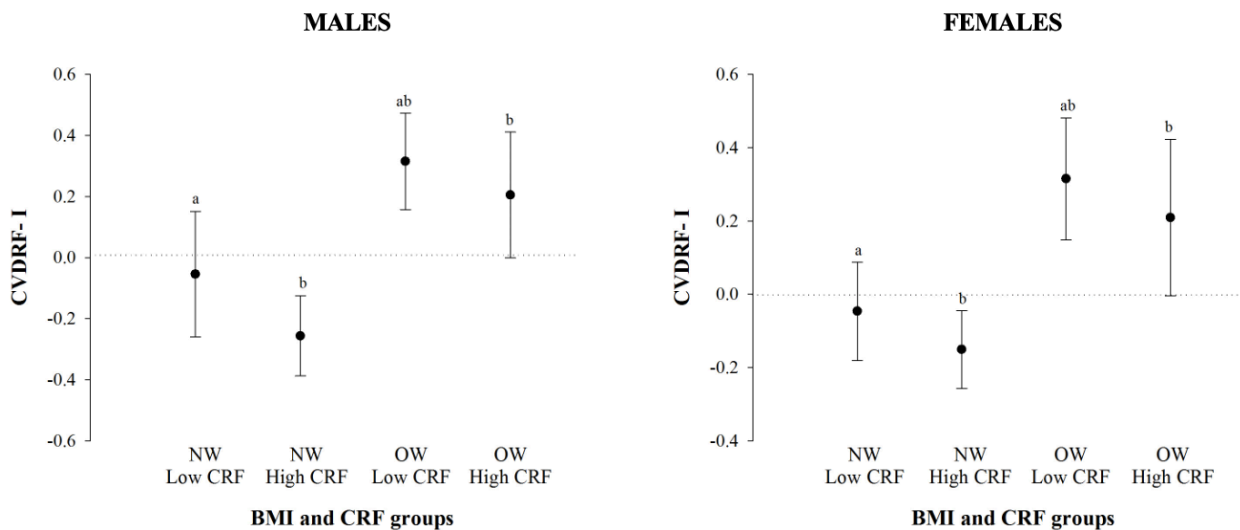 MALES
0.6
0.4
0.2
0.0
-0.2
-0.4
-0.6
CVDRF- I
a
b
ab
b
NW
Low CRF
NW
High CRF
OW
Low CRF
OW
High CRF
BMI and CRF groups
FEMALES
0.6
0.4
0.2
0.0
-0.2
-0.4
CVDRF- I
a
b
ab
b
NW
Low CRF
NW
High CRF
OW
Low CRF
OW
High CRF
BMI and CRF groups